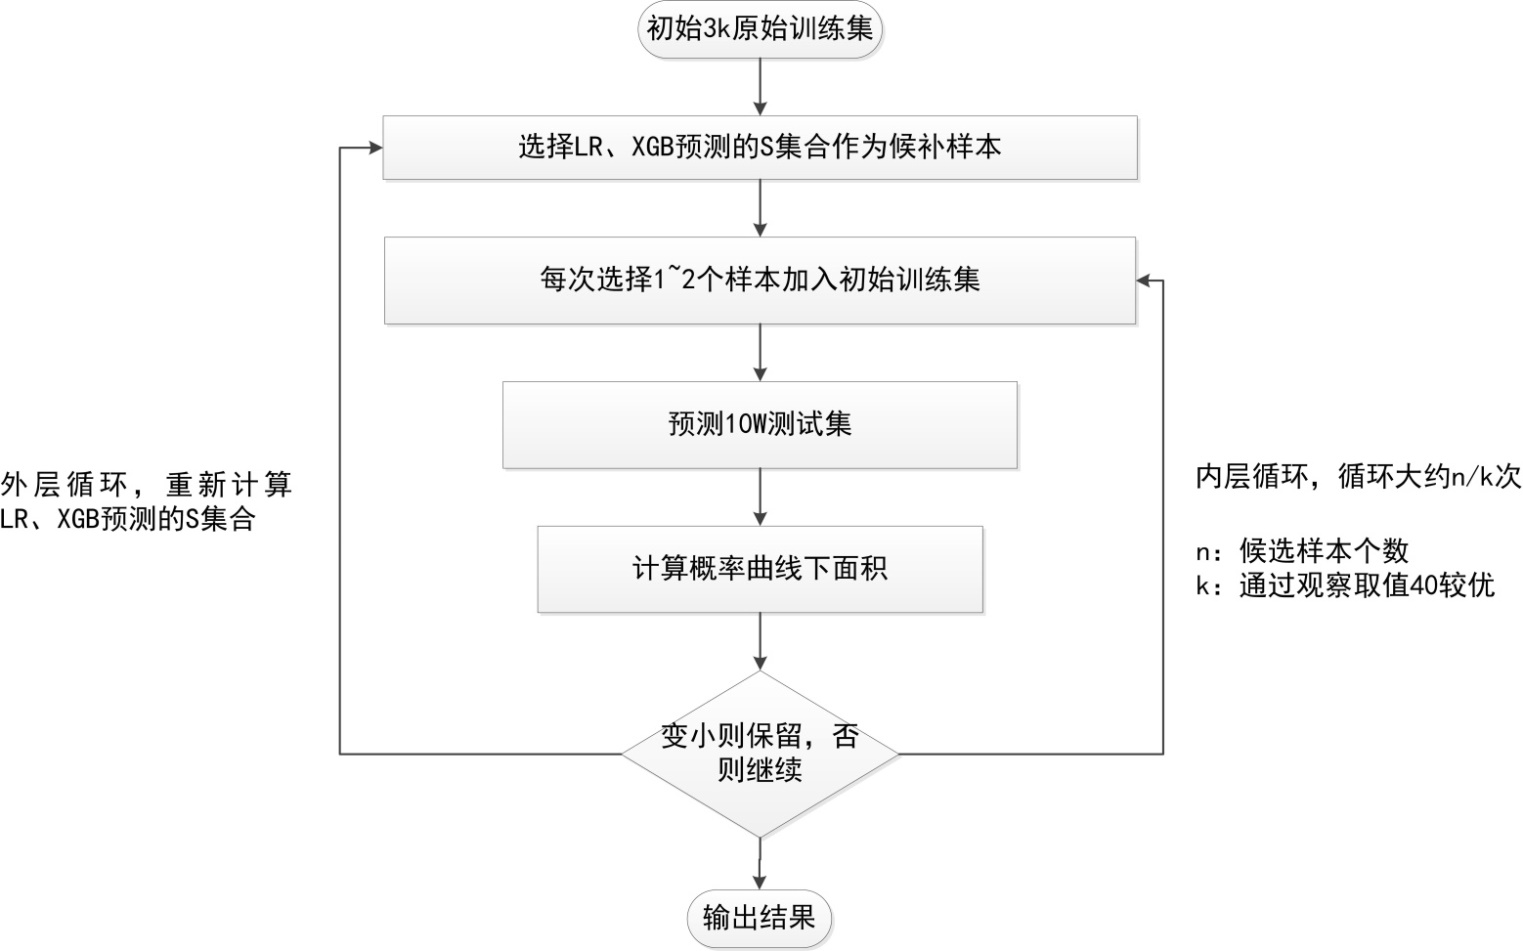 初始3k原始训练集
选择LR、XGB预测的S集合作为候补样本
每次选择1~2个样本加入初始训练集
预测10W测试集
外层循环，重新计算
LR、XGB预测的S集合
内层循环，循环大约n/k次
n：候选样本个数
k：通过观察取值40较优
计算概率曲线下面积
变小则保留，否
则继续
输出结果